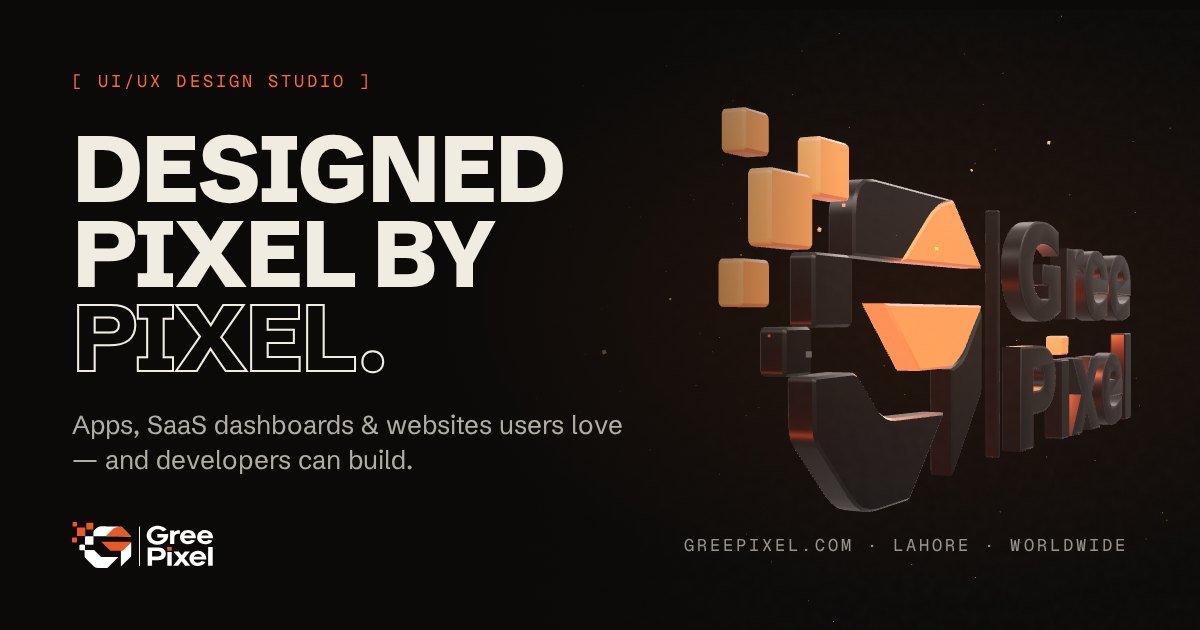 [ UI/UX DESIGN STUDIO ]
DESIGNED
PIXEL BY
PIXEL.
Apps, SaaS dashboards & websites users love
— and developers can build.
Gree
Pixel
Gree
Pixel
GREEPIXEL.COM · LAHORE · WORLDWIDE